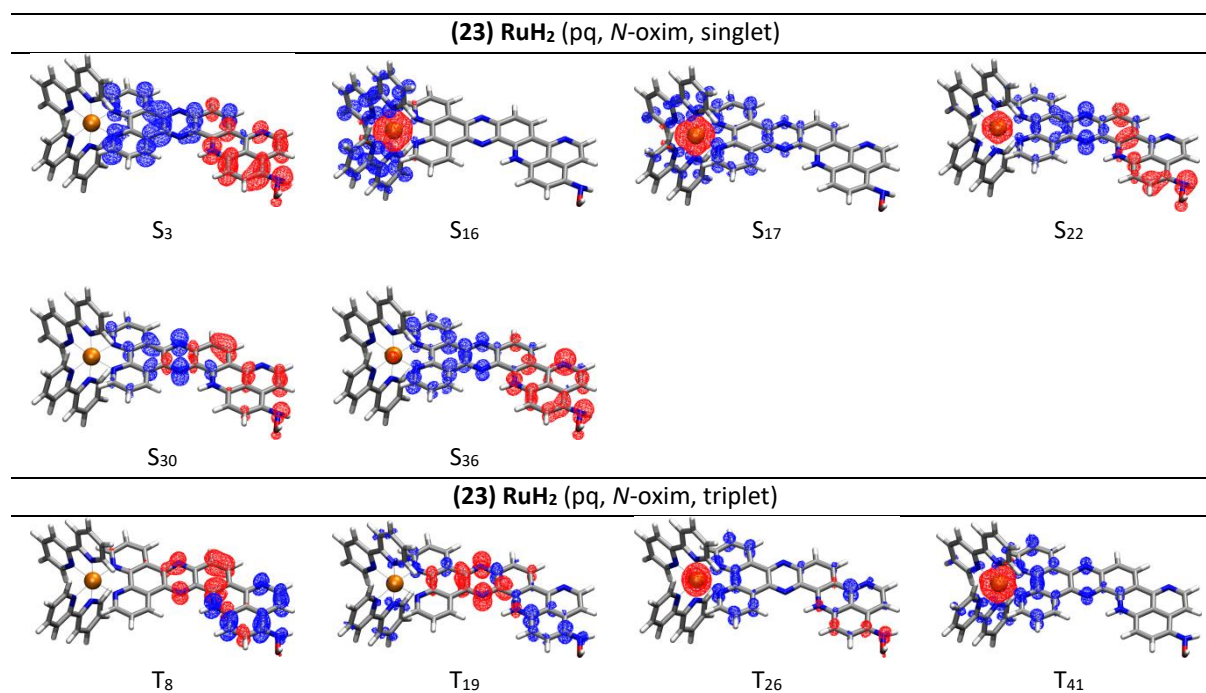 (23) RuH₂ (pq, N-oxim, singlet)
S₃ S₁₆ S₁₇ S₂₂
S₃₀ S₃₆
(23) RuH₂ (pq, N-oxim, triplet)
T₈ T₁₉ T₂₆ T₄₁